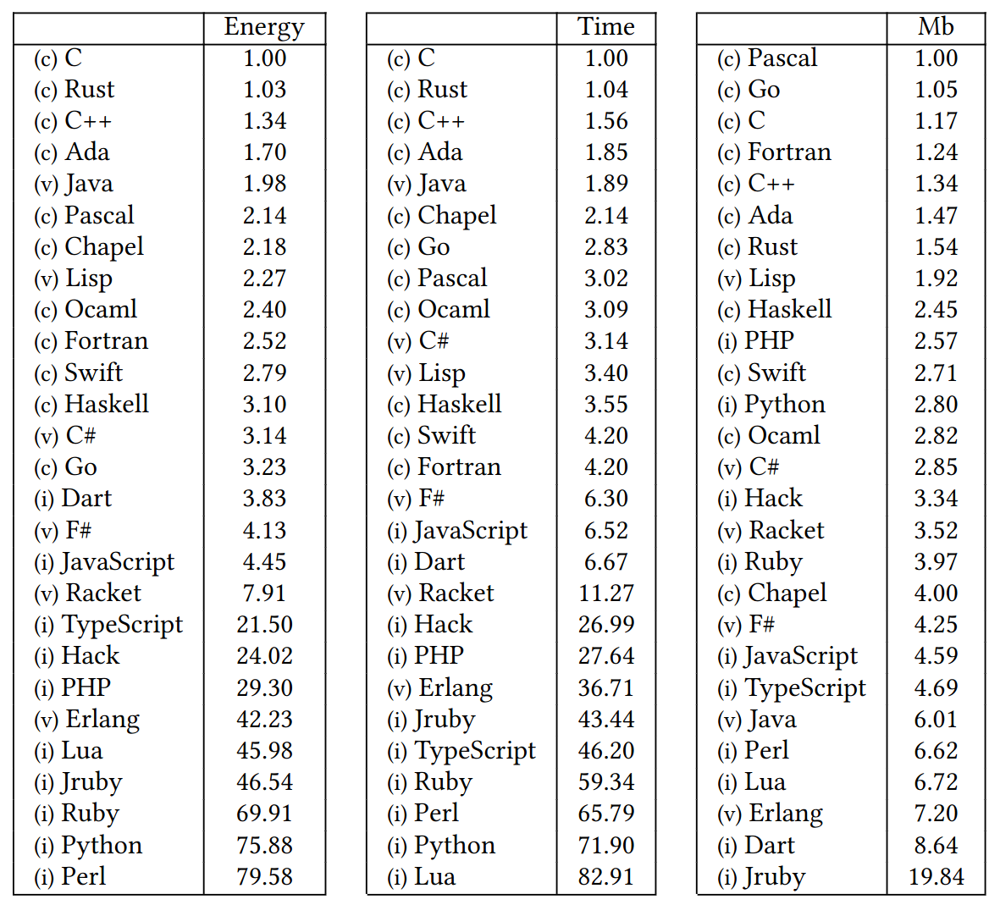 Energy Time Mb
(c) C 1.00 (c) C 1.00 (c) Pascal 1.00
(c) Rust 1.03 (c) Rust 1.04 (c) Go 1.05
(c) C++ 1.34 (c) C++ 1.56 (c) C 1.17
(c) Ada 1.70 (c) Ada 1.85 (c) Fortran 1.24
(v) Java 1.98 (v) Java 1.89 (c) C++ 1.34
(c) Pascal 2.14 (c) Chapel 2.14 (c) Ada 1.47
(c) Chapel 2.18 (c) Go 2.83 (c) Rust 1.54
(v) Lisp 2.27 (c) Pascal 3.02 (v) Lisp 1.92
(c) Ocaml 2.40 (c) Ocaml 3.09 (c) Haskell 2.45
(c) Fortran 2.52 (v) C# 3.14 (i) PHP 2.57
(c) Swift 2.79 (v) Lisp 3.40 (c) Swift 2.71
(c) Haskell 3.10 (c) Haskell 3.55 (i) Python 2.80
(v) C# 3.14 (c) Swift 4.20 (c) Ocaml 2.82
(c) Go 3.23 (c) Fortran 4.20 (v) C# 2.85
(i) Dart 3.83 (v) F# 6.30 (i) Hack 3.34
(v) F# 4.13 (i) JavaScript 6.52 (v) Racket 3.52
(i) JavaScript 4.45 (i) Dart 6.67 (i) Ruby 3.97
(v) Racket 7.91 (v) Racket 11.27 (c) Chapel 4.00
(i) TypeScript 21.50 (i) Hack 26.99 (v) F# 4.25
(i) Hack 24.02 (i) PHP 27.64 (i) JavaScript 4.59
(i) PHP 29.30 (v) Erlang 36.71 (i) TypeScript 4.69
(v) Erlang 42.23 (i) Jruby 43.44 (v) Java 6.01
(i) Lua 45.98 (i) TypeScript 46.20 (i) Perl 6.62
(i) Jruby 46.54 (i) Ruby 59.34 (i) Lua 6.72
(i) Ruby 69.91 (i) Perl 65.79 (v) Erlang 7.20
(i) Python 75.88 (i) Python 71.90 (i) Dart 8.64
(i) Perl 79.58 (i) Lua 82.91 (i) Jruby 19.84